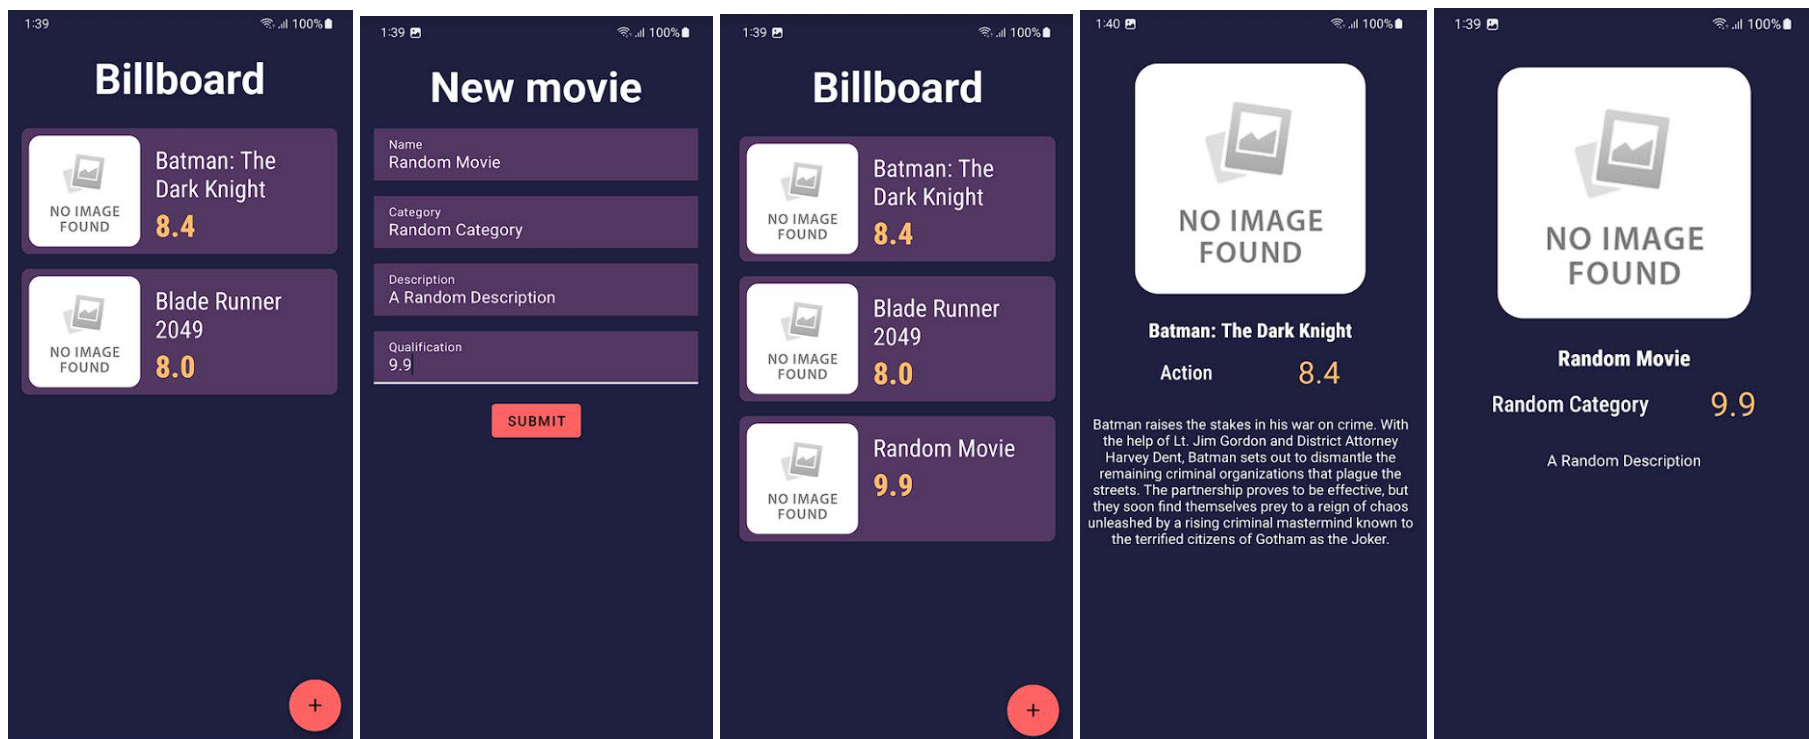 1:39
100%
Billboard
NO IMAGE
FOUND
Batman: The
Dark Knight
8.4
NO IMAGE
FOUND
Blade Runner
2049
8.0
+
1:39
100%
New movie
Name
Random Movie
Category
Random Category
Description
A Random Description
Qualification
9.9
SUBMIT
1:39
100%
Billboard
NO IMAGE
FOUND
Batman: The
Dark Knight
8.4
NO IMAGE
FOUND
Blade Runner
2049
8.0
NO IMAGE
FOUND
Random Movie
9.9
+
1:40
100%
NO IMAGE
FOUND
Batman: The Dark Knight
Action 8.4
Batman raises the stakes in his war on crime. With
the help of Lt. Jim Gordon and District Attorney
Harvey Dent, Batman sets out to dismantle the
remaining criminal organizations that plague the
streets. The partnership proves to be effective, but
they soon find themselves prey to a reign of chaos
unleashed by a rising criminal mastermind known to
the terrified citizens of Gotham as the Joker.
1:39
100%
NO IMAGE
FOUND
Random Movie
Random Category 9.9
A Random Description